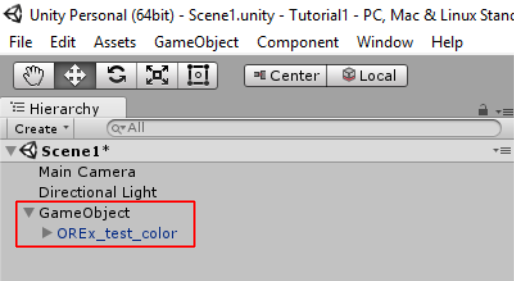 Unity Personal (64bit) - Scene1.unity - Tutorial1 - PC, Mac & Linux Stan
File Edit Assets GameObject Component Window Help
Center Local
Hierarchy
Create All
Scene1*
Main Camera
Directional Light
GameObject
OREx_test_color